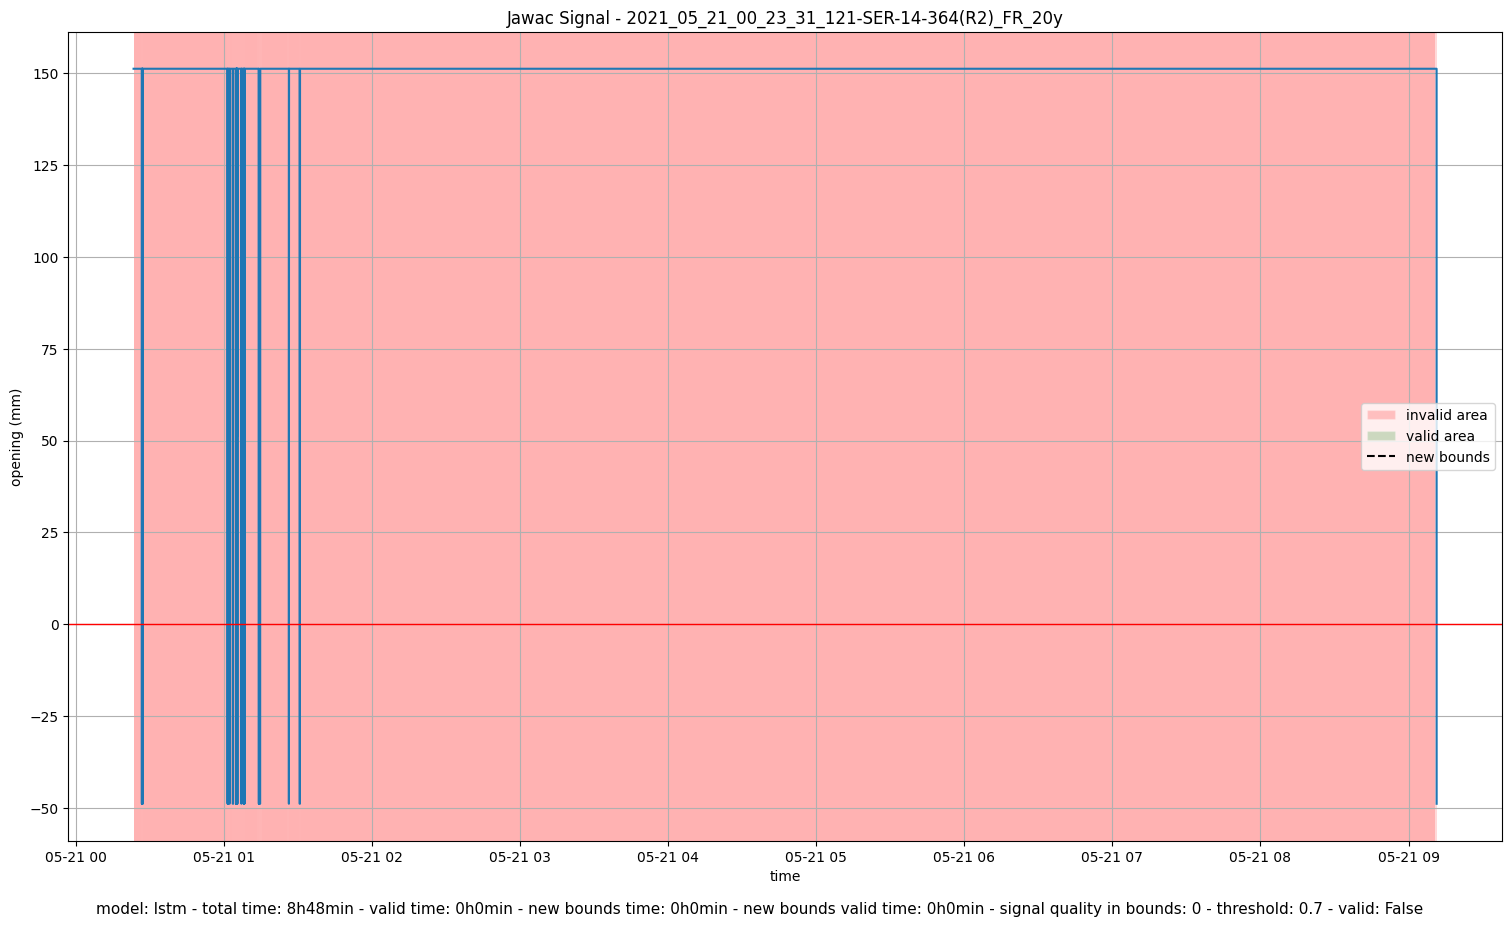 Jawac Signal - 2021_05_21_00_23_31_121-SER-14-364(R2)_FR_20y
150
125
100
75
50
25
0
−25
−50
opening (mm)
invalid area
valid area
new bounds
05-21 00
05-21 01
05-21 02
05-21 03
05-21 04
05-21 05
05-21 06
05-21 07
05-21 08
05-21 09
time
model: lstm - total time: 8h48min - valid time: 0h0min - new bounds time: 0h0min - new bounds valid time: 0h0min - signal quality in bounds: 0 - threshold: 0.7 - valid: False